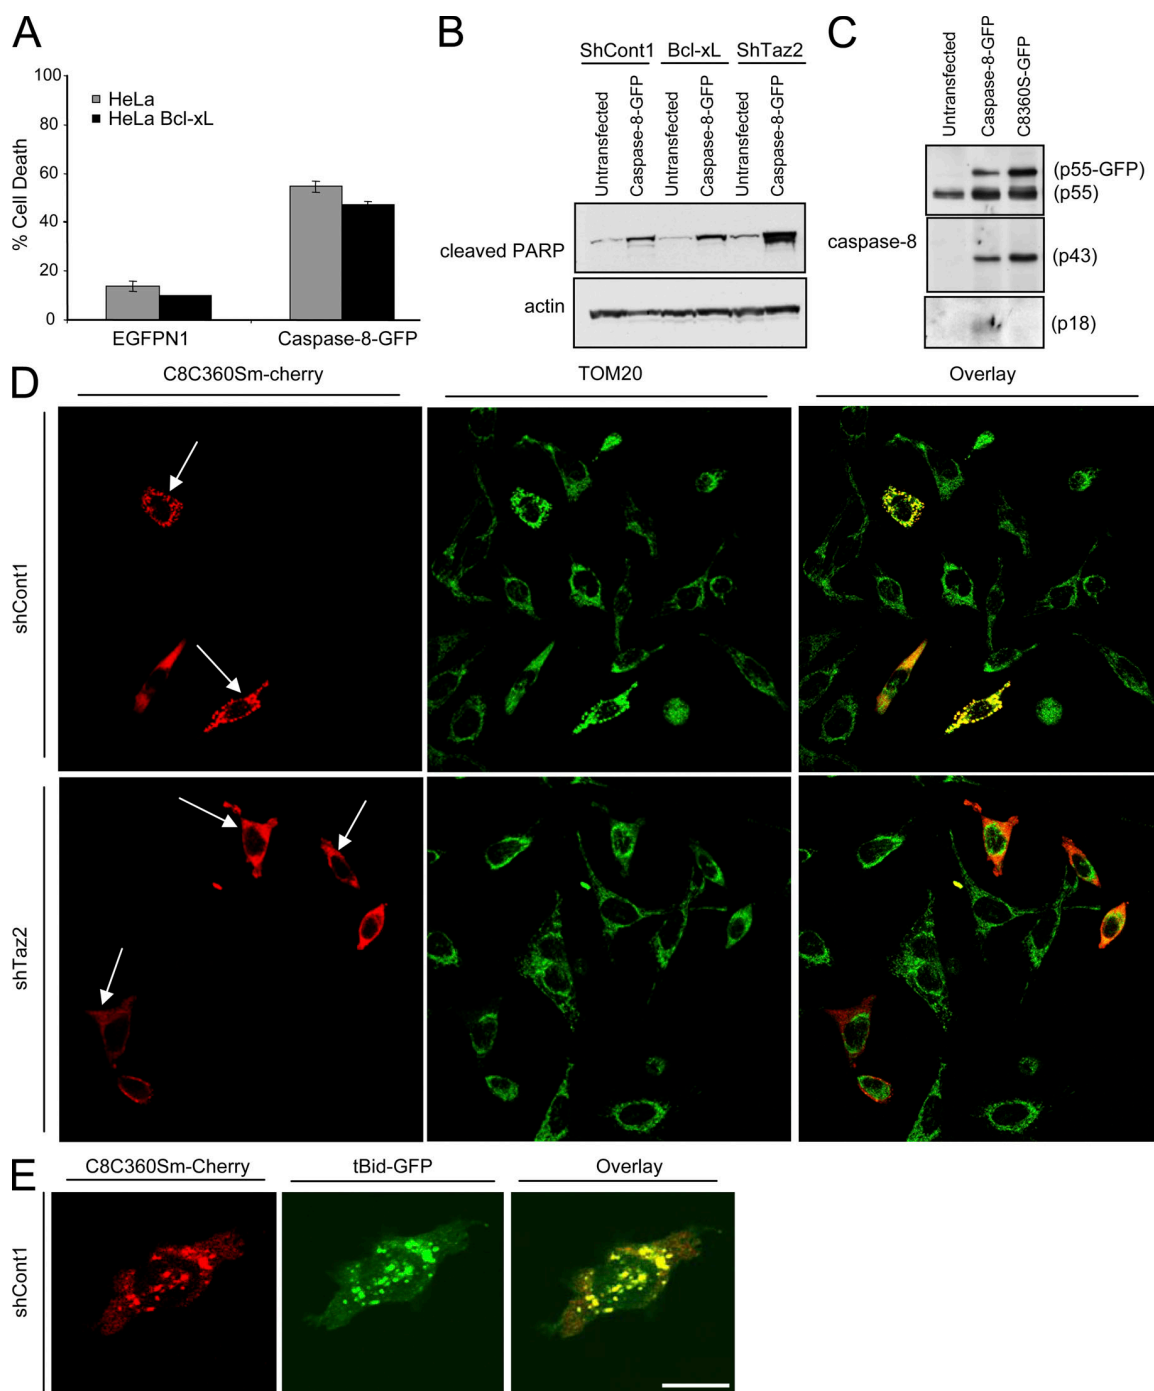 A
100
80
60
40
20
0
% Cell Death
HeLa
HeLa Bcl-xL
EGFPN1
Caspase-8-GFP
B
ShCont1
Bcl-xL
ShTaz2
Untransfected
Caspase-8-GFP
Untransfected
Caspase-8-GFP
Untransfected
Caspase-8-GFP
cleaved PARP
actin
C
Untransfected
Caspase-8-GFP
C8360S-GFP
caspase-8
(p55-GFP)
(p55)
(p43)
(p18)
D
C8C360Sm-cherry
TOM20
Overlay
shCont1
shTaz2
E
C8C360Sm-Cherry
tBid-GFP
Overlay
shCont1